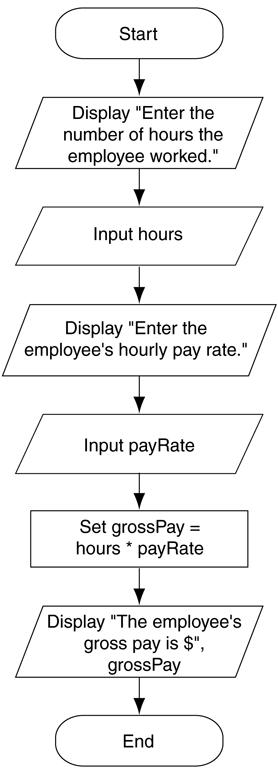 Start
Display "Enter the
number of hours the
employee worked."
Input hours
Display "Enter the
employee's hourly pay rate."
Input payRate
Set grossPay =
hours * payRate
Display "The employee's
gross pay is $",
grossPay
End